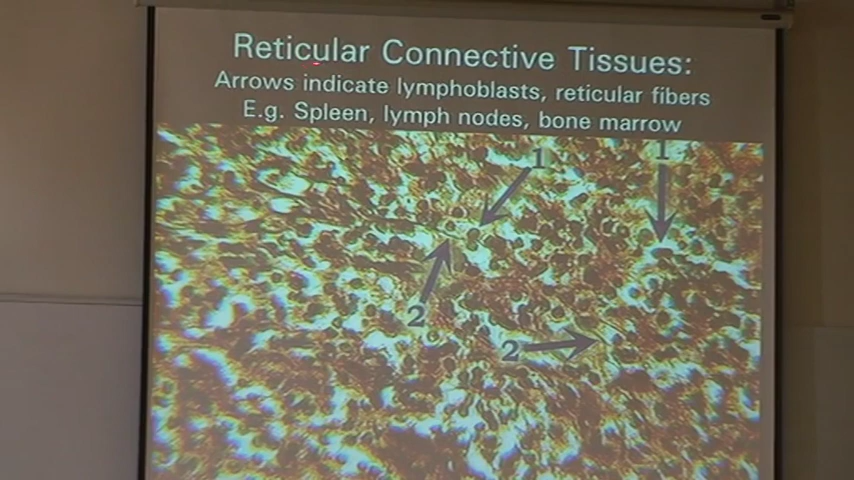 Reticular Connective Tissues:
Arrows indicate lymphoblasts, reticular fibers
E.g. Spleen, lymph nodes, bone marrow
1
1
2
2